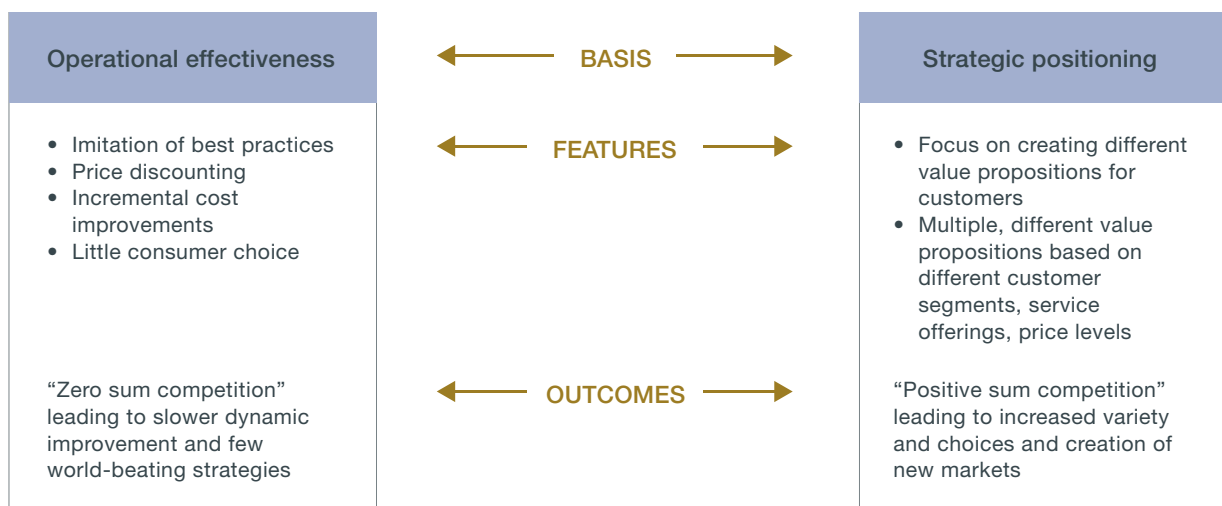 Operational effectiveness
BASIS
Strategic positioning
• Imitation of best practices
• Price discounting
• Incremental cost
improvements
• Little consumer choice
FEATURES
• Focus on creating different
value propositions for
customers
• Multiple, different value
propositions based on
different customer
segments, service
offerings, price levels
“Zero sum competition”
leading to slower dynamic
improvement and few
world-beating strategies
OUTCOMES
“Positive sum competition”
leading to increased variety
and choices and creation of
new markets